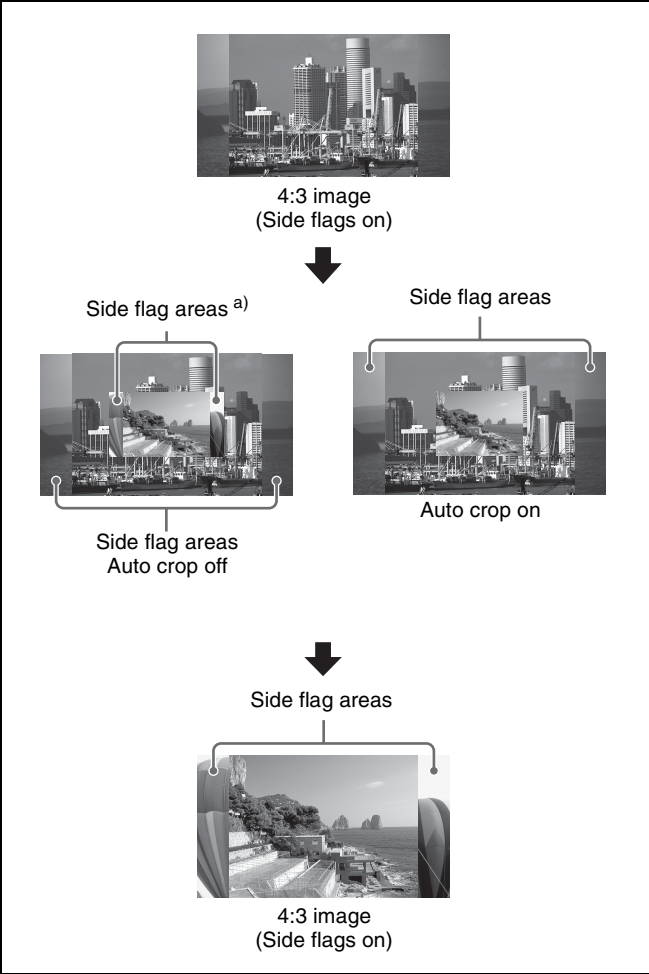 4:3 image
(Side flags on)
Side flag areas a)
Side flag areas
Side flag areas
Auto crop off
Auto crop on
Side flag areas
4:3 image
(Side flags on)